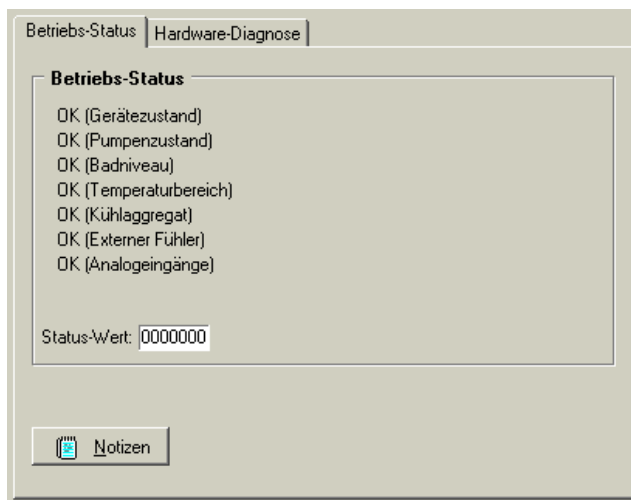 Betriebs-Status Hardware-Diagnose
Betriebs-Status
OK (Gerätezustand)
OK (Pumpenzustand)
OK (Badniveau)
OK (Temperaturbereich)
OK (Kühlaggregat)
OK (Externer Fühler)
OK (Analogeingänge)
Status-Wert: 0000000
Notizen